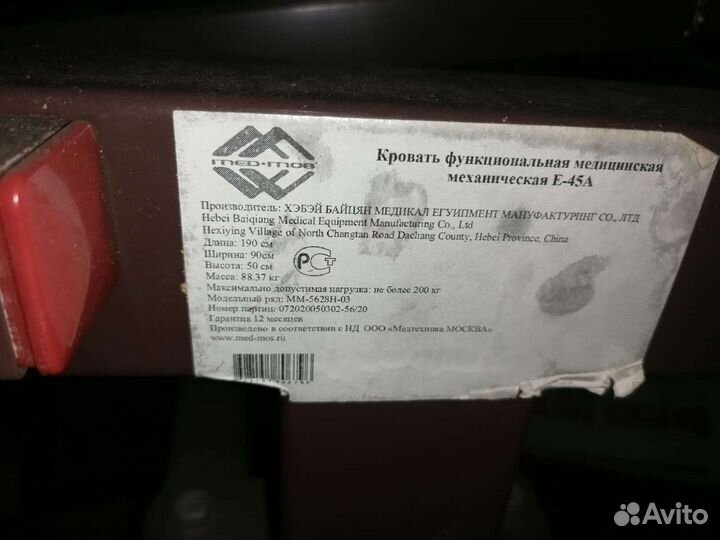 MED-MOS
Кровать функциональная медицинская
механическая Е-45А
Производитель: ХЭБЭЙ БАЙЦЯН МЕДИКАЛ ЕГУИПМЕНТ МАНУФАКТУРИНГ СО., ЛТД
Hebei Baiqiang Medical Equipment Manufacturing Co., Ltd
Hexiying Village of North Changtan Road Dachang County, Hebei Province, China
Длина: 190 см
Ширина: 90см
Высота: 50 см
Масса: 88.37 кг
РСТ
Максимально допустимая нагрузка: не более 200 кг
Модельный ряд: ММ-5628Н-03
Номер партии: 072020050302-56/20
Гарантия 12 месяцев
Произведено в соответствии с НД ООО «Медтехника МОСКВА»
www.med-mos.ru
Avito